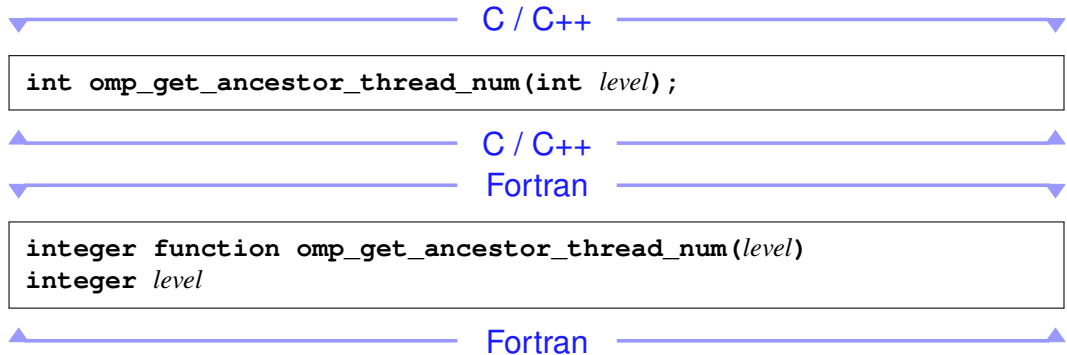 C / C++
int omp_get_ancestor_thread_num(int level);
C / C++
Fortran
integer function omp_get_ancestor_thread_num(level)
integer level
Fortran